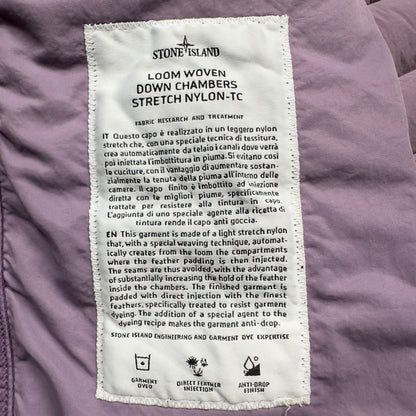 STONE ISLAND
LOOM WOVEN
DOWN CHAMBERS
STRETCH NYLON-TC
FABRIC RESEARCH AND TREATMENT
IT Questo capo è realizzato in un leggero nylon
stretch che, con una speciale tecnica di tessitura,
crea automaticamente da telaio i canali dove verrà
poi iniettata l'imbottitura in piuma. Si evitano così
le cuciture, con il vantaggio di aumentare sostan-
zialmente la tenuta della piuma all'interno delle
camere. Il capo finito è imbottito ad iniezione
diretta con le migliori piume, specificamente
trattate per resistere alla tintura in capo.
L'aggiunta di uno speciale agente alla ricetta di
tintura rende il capo anti goccia.
EN This garment is made of a light stretch nylon
that, with a special weaving technique, automat-
ically creates from the loom the compartments
where the feather padding is then injected.
The seams are thus avoided, with the advantage
of substantially increasing the hold of the feather
inside the chambers. The finished garment is
padded with direct injection with the finest
feathers, specifically treated to resist garment
dyeing. The addition of a special agent to the
dyeing recipe makes the garment anti-drop.
STONE ISLAND ENGINEERING AND GARMENT DYE EXPERTISE
GARMENT
DYED
DIRECT FEATHER
INJECTION
ANTI-DROP
FINISH